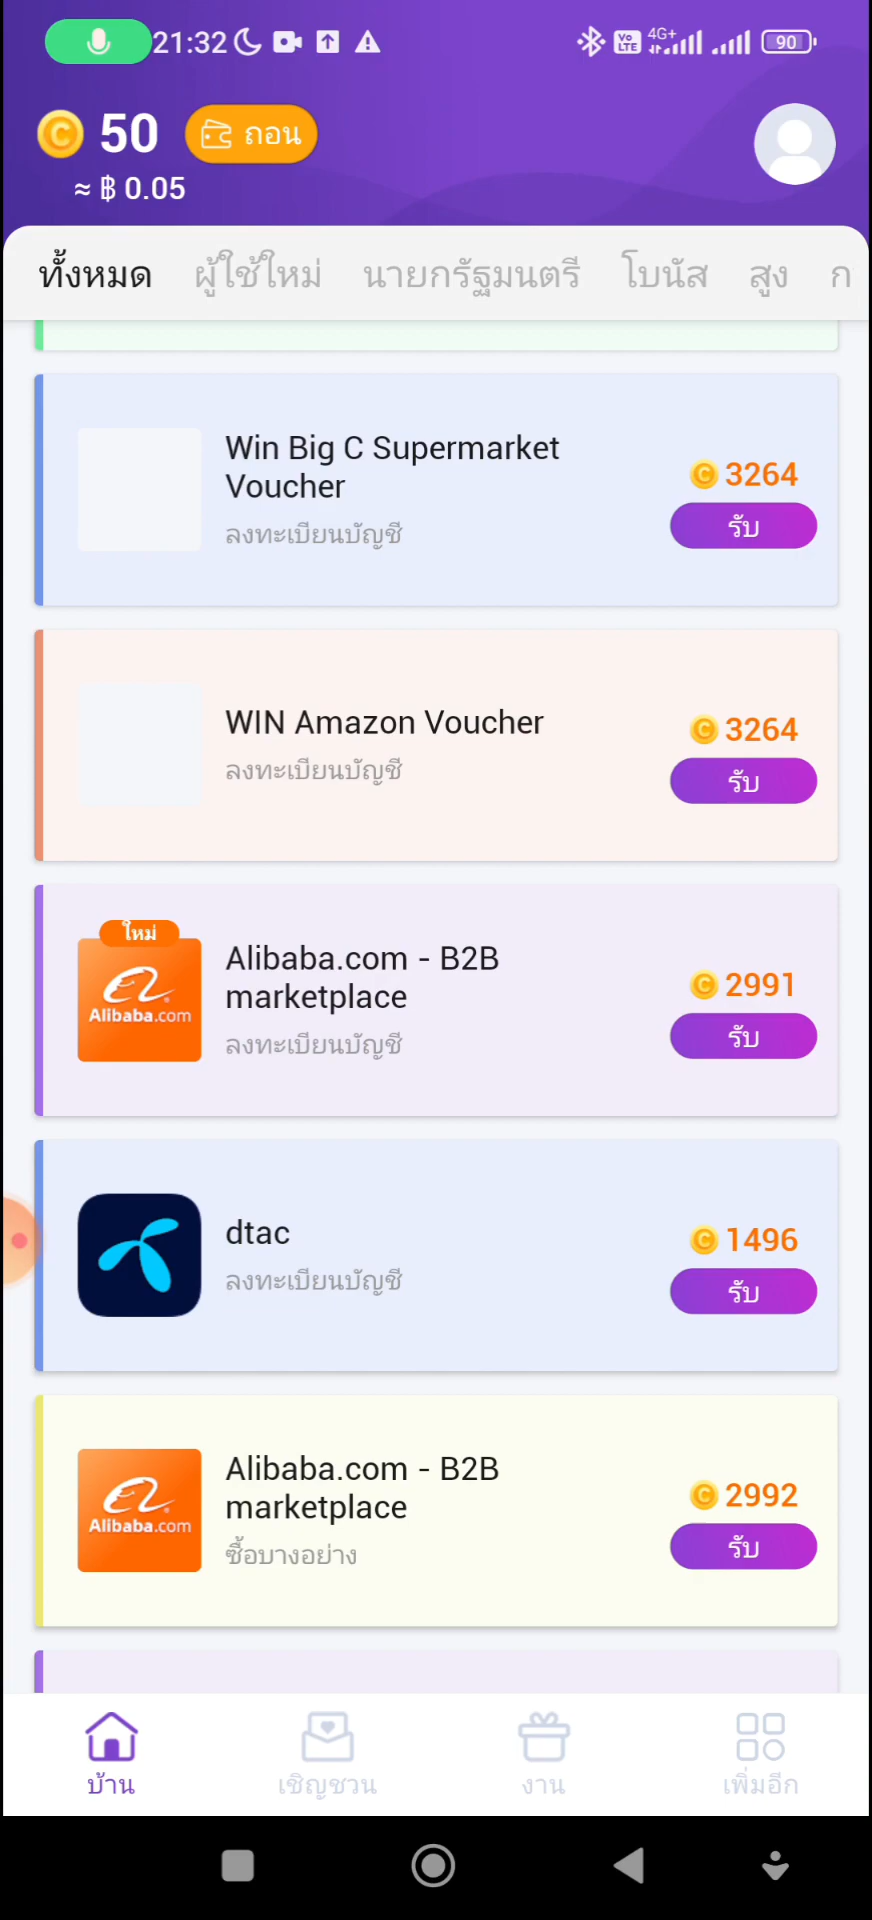 21:32
4G+
Vo LTE
90
50
ถอน
≈ ฿ 0.05
ทั้งหมด ผู้ใช้ใหม่ นายกรัฐมนตรี โบนัส สูง ก
Win Big C Supermarket
Voucher
ลงทะเบียนบัญชี
3264
รับ
WIN Amazon Voucher
ลงทะเบียนบัญชี
3264
รับ
ใหม่
Alibaba.com
Alibaba.com - B2B
marketplace
ลงทะเบียนบัญชี
2991
รับ
dtac
ลงทะเบียนบัญชี
1496
รับ
Alibaba.com
Alibaba.com - B2B
marketplace
ซื้อบางอย่าง
2992
รับ
บ้าน เชิญชวน งาน เพิ่มอีก